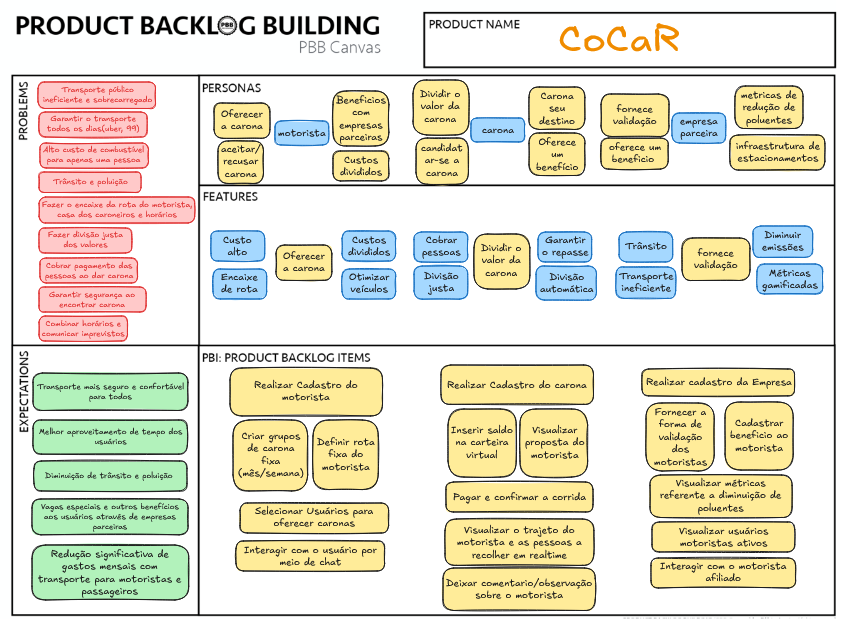 PRODUCT BACKLOG BUILDING
PBB
PBB Canvas
PRODUCT NAME
CoCaR
PROBLEMS
Transporte público
ineficiente e sobrecarregado
Garantir o transporte
todos os dias(uber, 99)
Alto custo de combustível
para apenas uma pessoa
Trânsito e poluição
Fazer o encaixe da rota do motorista,
casa dos caroneiros e horários
Fazer divisão justa
dos valores
Cobrar pagamento das
pessoas ao dar carona
Garantir segurança ao
encontrar carona
Combinar horários e
comunicar imprevistos
PERSONAS
Oferecer
a carona
aceitar/
recusar
carona
motorista
Beneficios
com
empresas
parceiras
Custos
divididos
Dividir o
valor da
carona
candidat
ar-se a
carona
carona
Carona
seu
destino
Oferece
um
benefício
fornece
validação
oferece um
beneficio
empresa
parceira
metricas de
redução de
poluentes
infraestrutura de
estacionamentos
FEATURES
Custo
alto
Encaixe
de rota
Oferecer
a carona
Custos
divididos
Otimizar
veículos
Cobrar
pessoas
Divisão
justa
Dividir o
valor da
carona
Garantir
o repasse
Divisão
automática
Trânsito
Transporte
ineficiente
fornece
validação
Diminuir
emissões
Métricas
gamificadas
EXPECTATIONS
Transporte mais seguro e confortável
para todos
Melhor aproveitamento de tempo dos
usuários
Diminuição de trânsito e poluição
Vagas especiais e outros benefícios
aos usuários através de empresas
parceiras
Redução significativa de
gastos mensais com
transporte para motoristas e
passageiros
PBI: PRODUCT BACKLOG ITEMS
Realizar Cadastro do
motorista
Criar grupos
de carona
fixa
(mês/semana)
Definir rota
fixa do
motorista
Selecionar Usuários para
oferecer caronas
Interagir com o usuário por
meio de chat
Realizar Cadastro do carona
Inserir saldo
na carteira
virtual
Visualizar
proposta do
motorista
Pagar e confirmar a corrida
Visualizar o trajeto do
motorista e as pessoas a
recolher em realtime
Deixar comentario/observação
sobre o motorista
Realizar cadastro da Empresa
Fornecer a
forma de
validação
dos
motoristas
Cadastrar
beneficio ao
motorista
Visualizar métricas
referente a diminuição de
poluentes
Visualizar usuários
motoristas ativos
Interagir com o motorista
afiliado